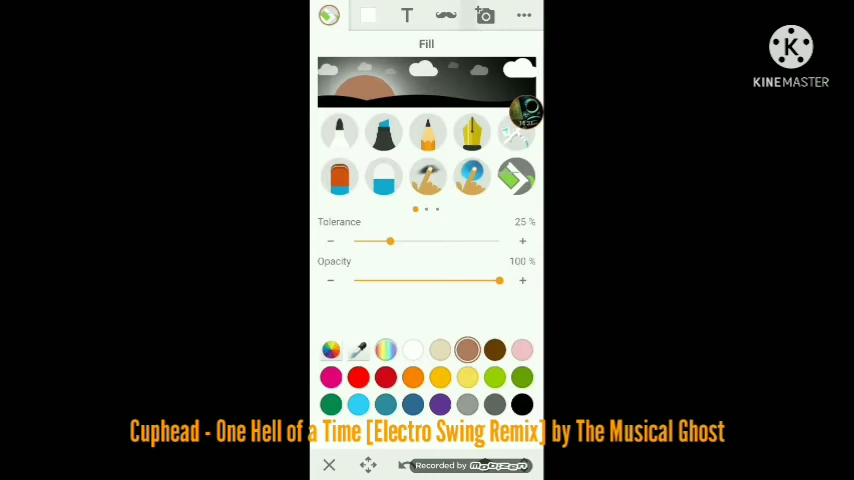 T
Fill
K
KINEMASTER
Tolerance
25 %
Opacity
100 %
Cuphead - One Hell of a Time [Electro Swing Remix] by The Musical Ghost
Recorded by mobizen